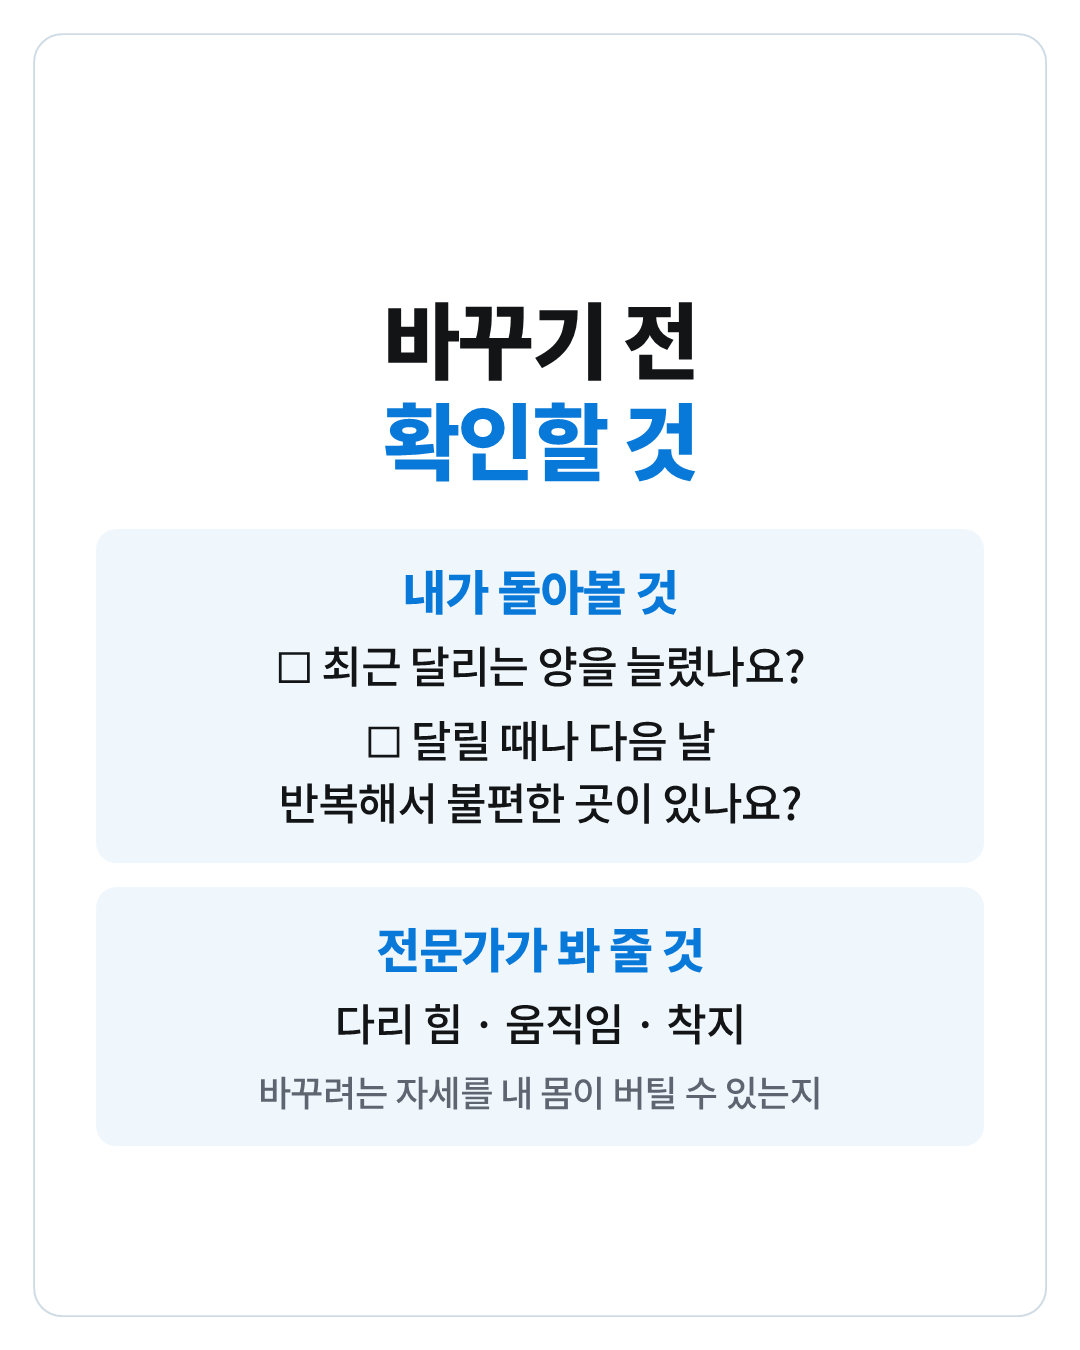 바꾸기 전
확인할 것
내가 돌아볼 것
□ 최근 달리는 양을 늘렸나요?
□ 달릴 때나 다음 날
반복해서 불편한 곳이 있나요?
전문가가 봐 줄 것
다리 힘 · 움직임 · 착지
바꾸려는 자세를 내 몸이 버틸 수 있는지